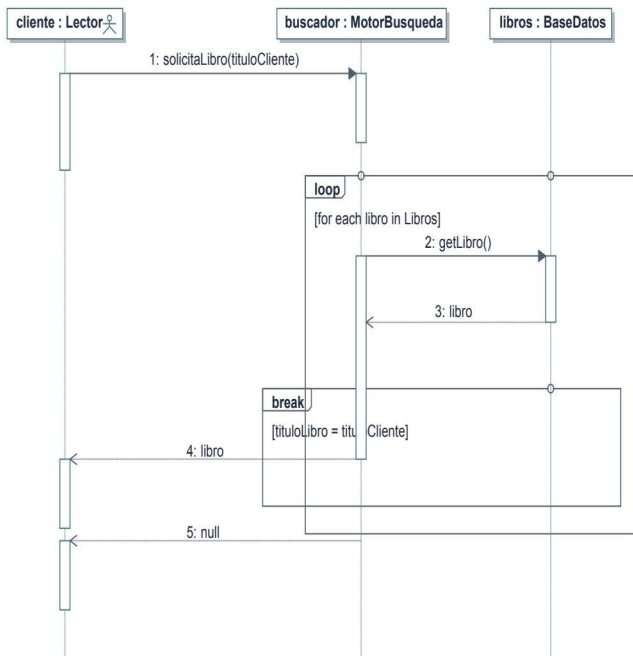 cliente : Lector
buscador : MotorBusqueda
libros : BaseDatos
1: solicitaLibro(tituloCliente)
loop
[for each libro in Libros]
2: getLibro()
3: libro
break
[tituloLibro = tituloCliente]
4: libro
5: null